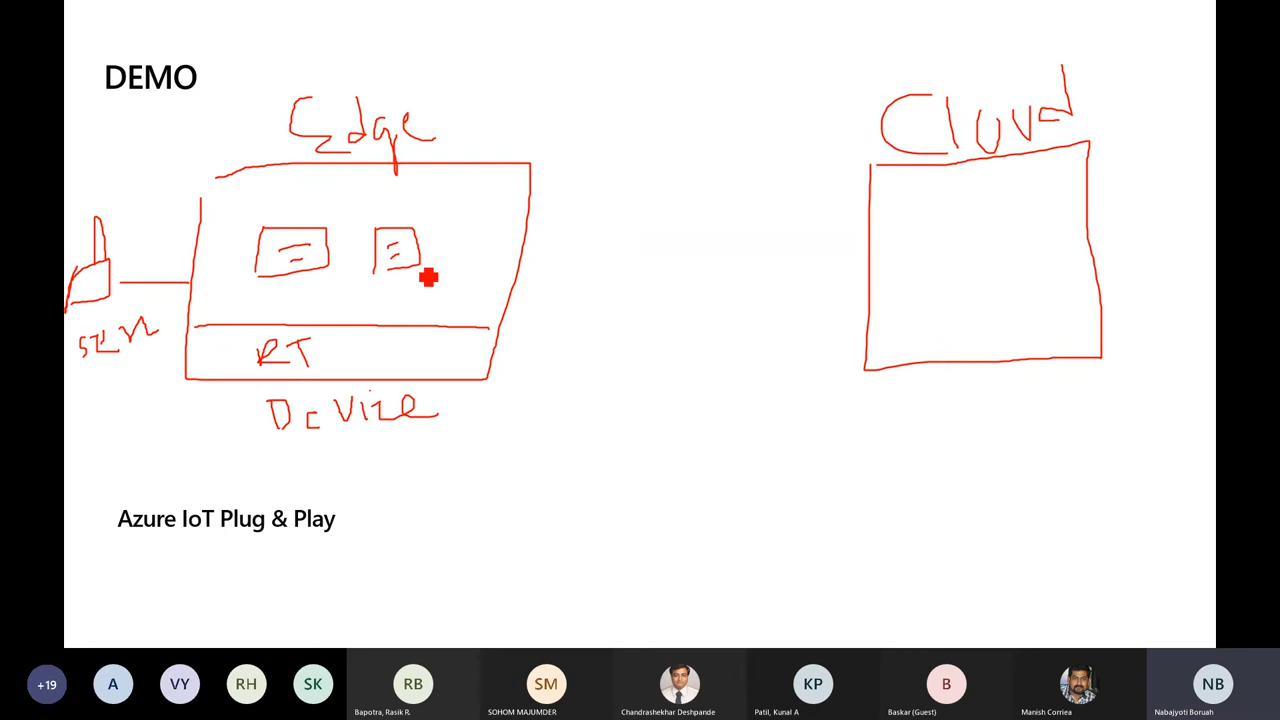 DEMO
Edge
Cloud
RT
Device
Azure IoT Plug & Play
+19
A
VY
RH
SK
RB
Bapotra, Rasik R.
SM
SOHOM MAJUMDER
Chandrashekhar Deshpande
KP
Patil, Kunal A
B
Baskar (Guest)
Manish Corriea
NB
Nabajyoti Boruah